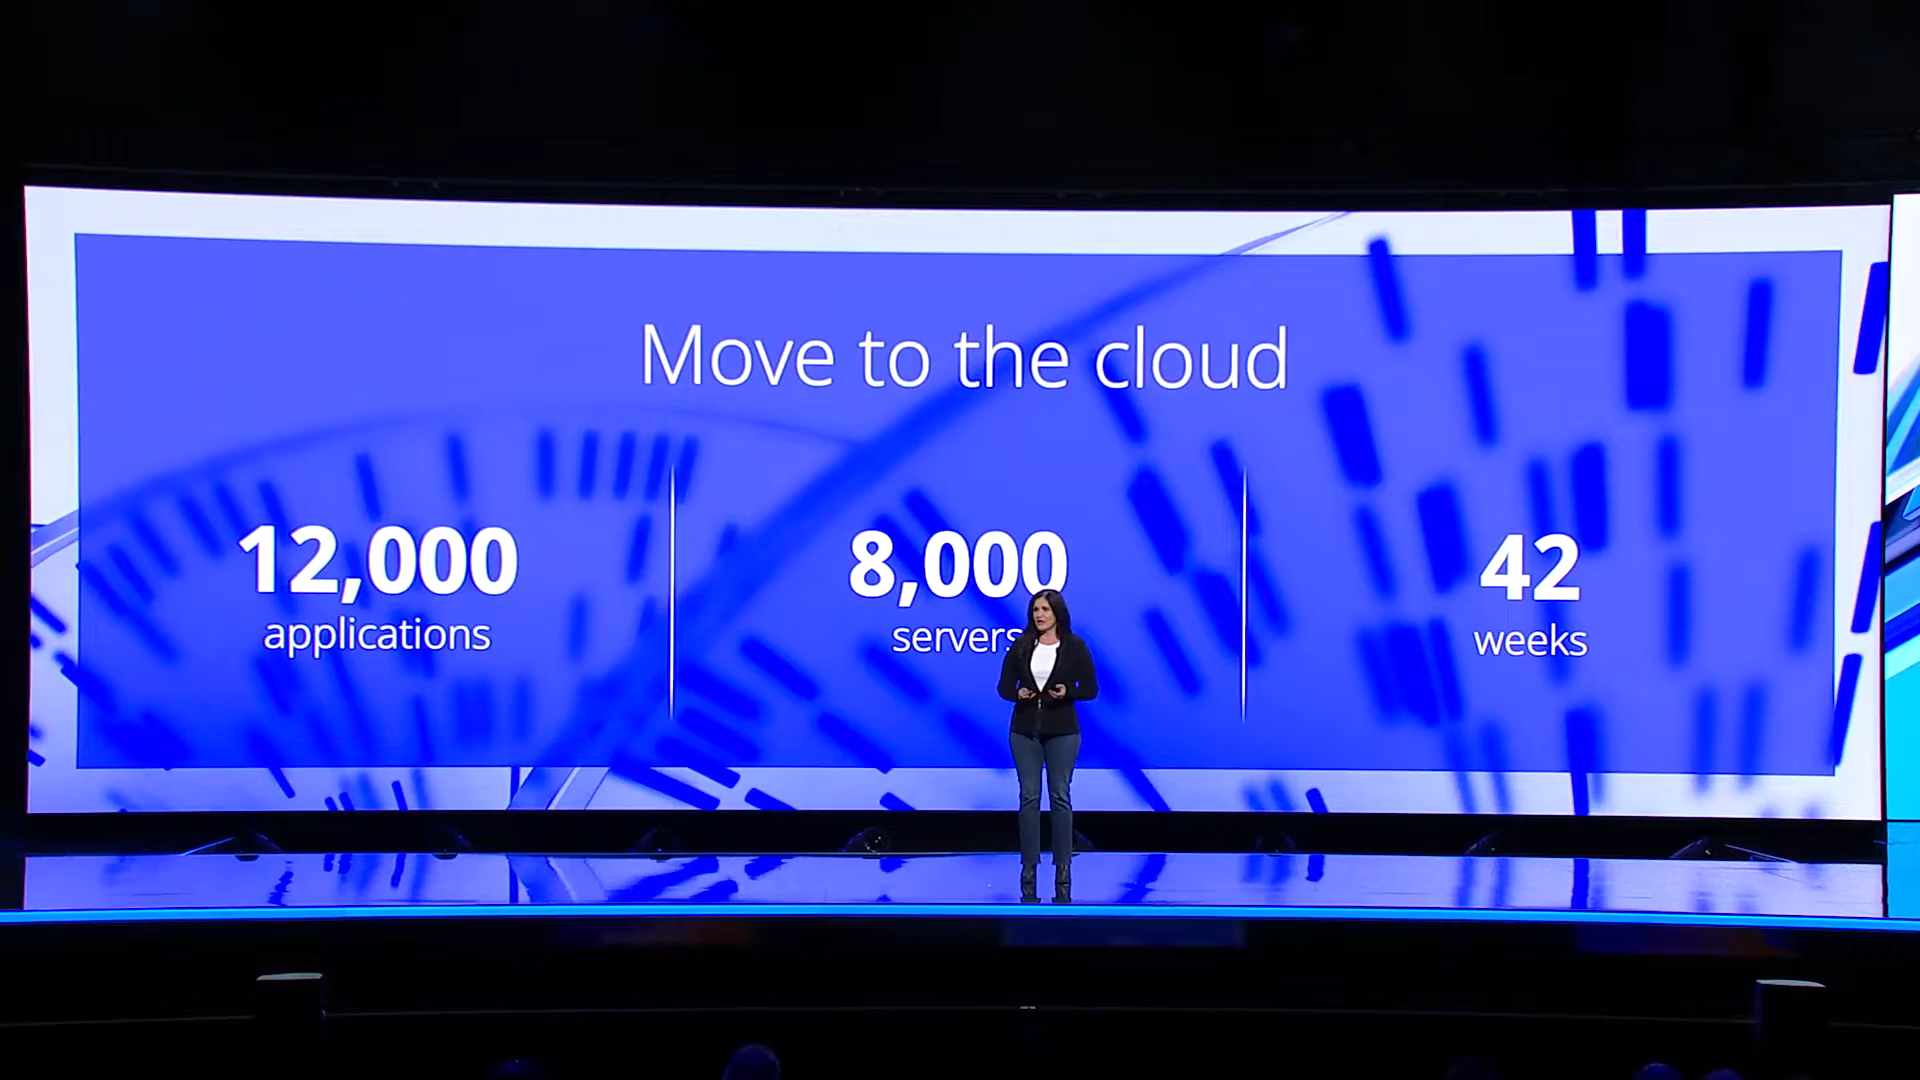 Move to the cloud
12,000
applications
8,000
servers
42
weeks